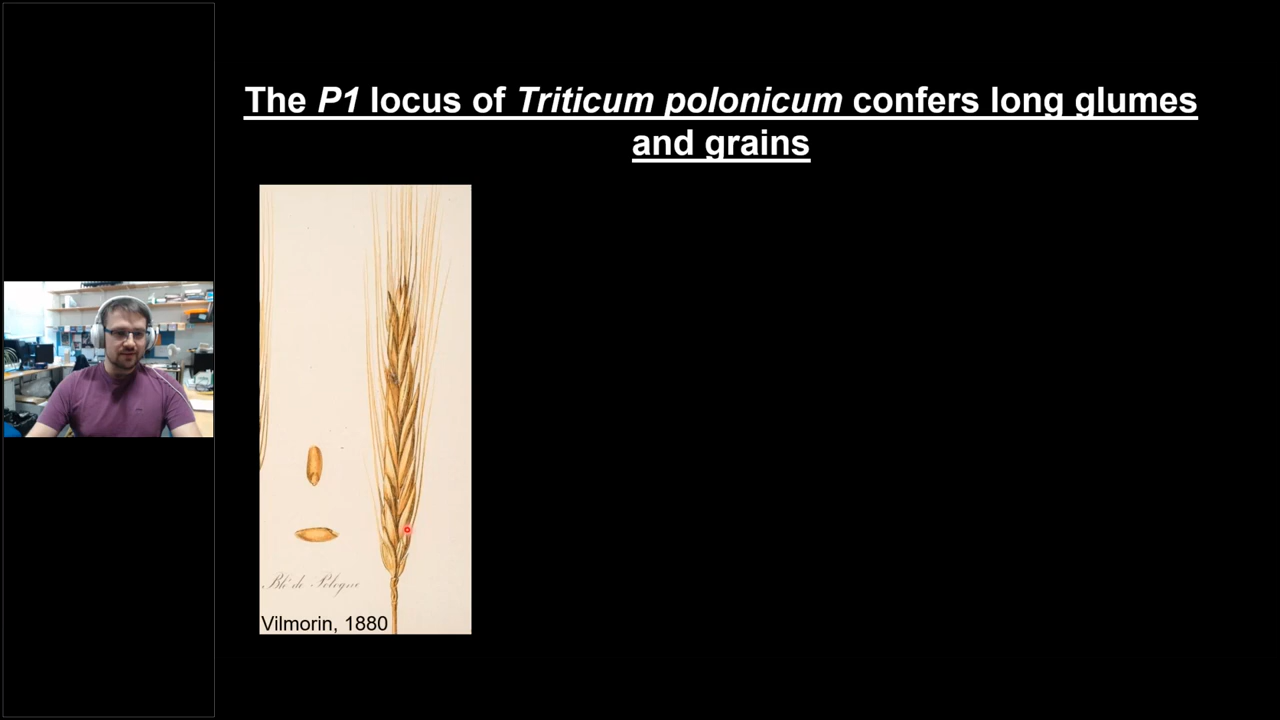 The P1 locus of Triticum polonicum confers long glumes
and grains
Blé de Pologne
Vilmorin, 1880